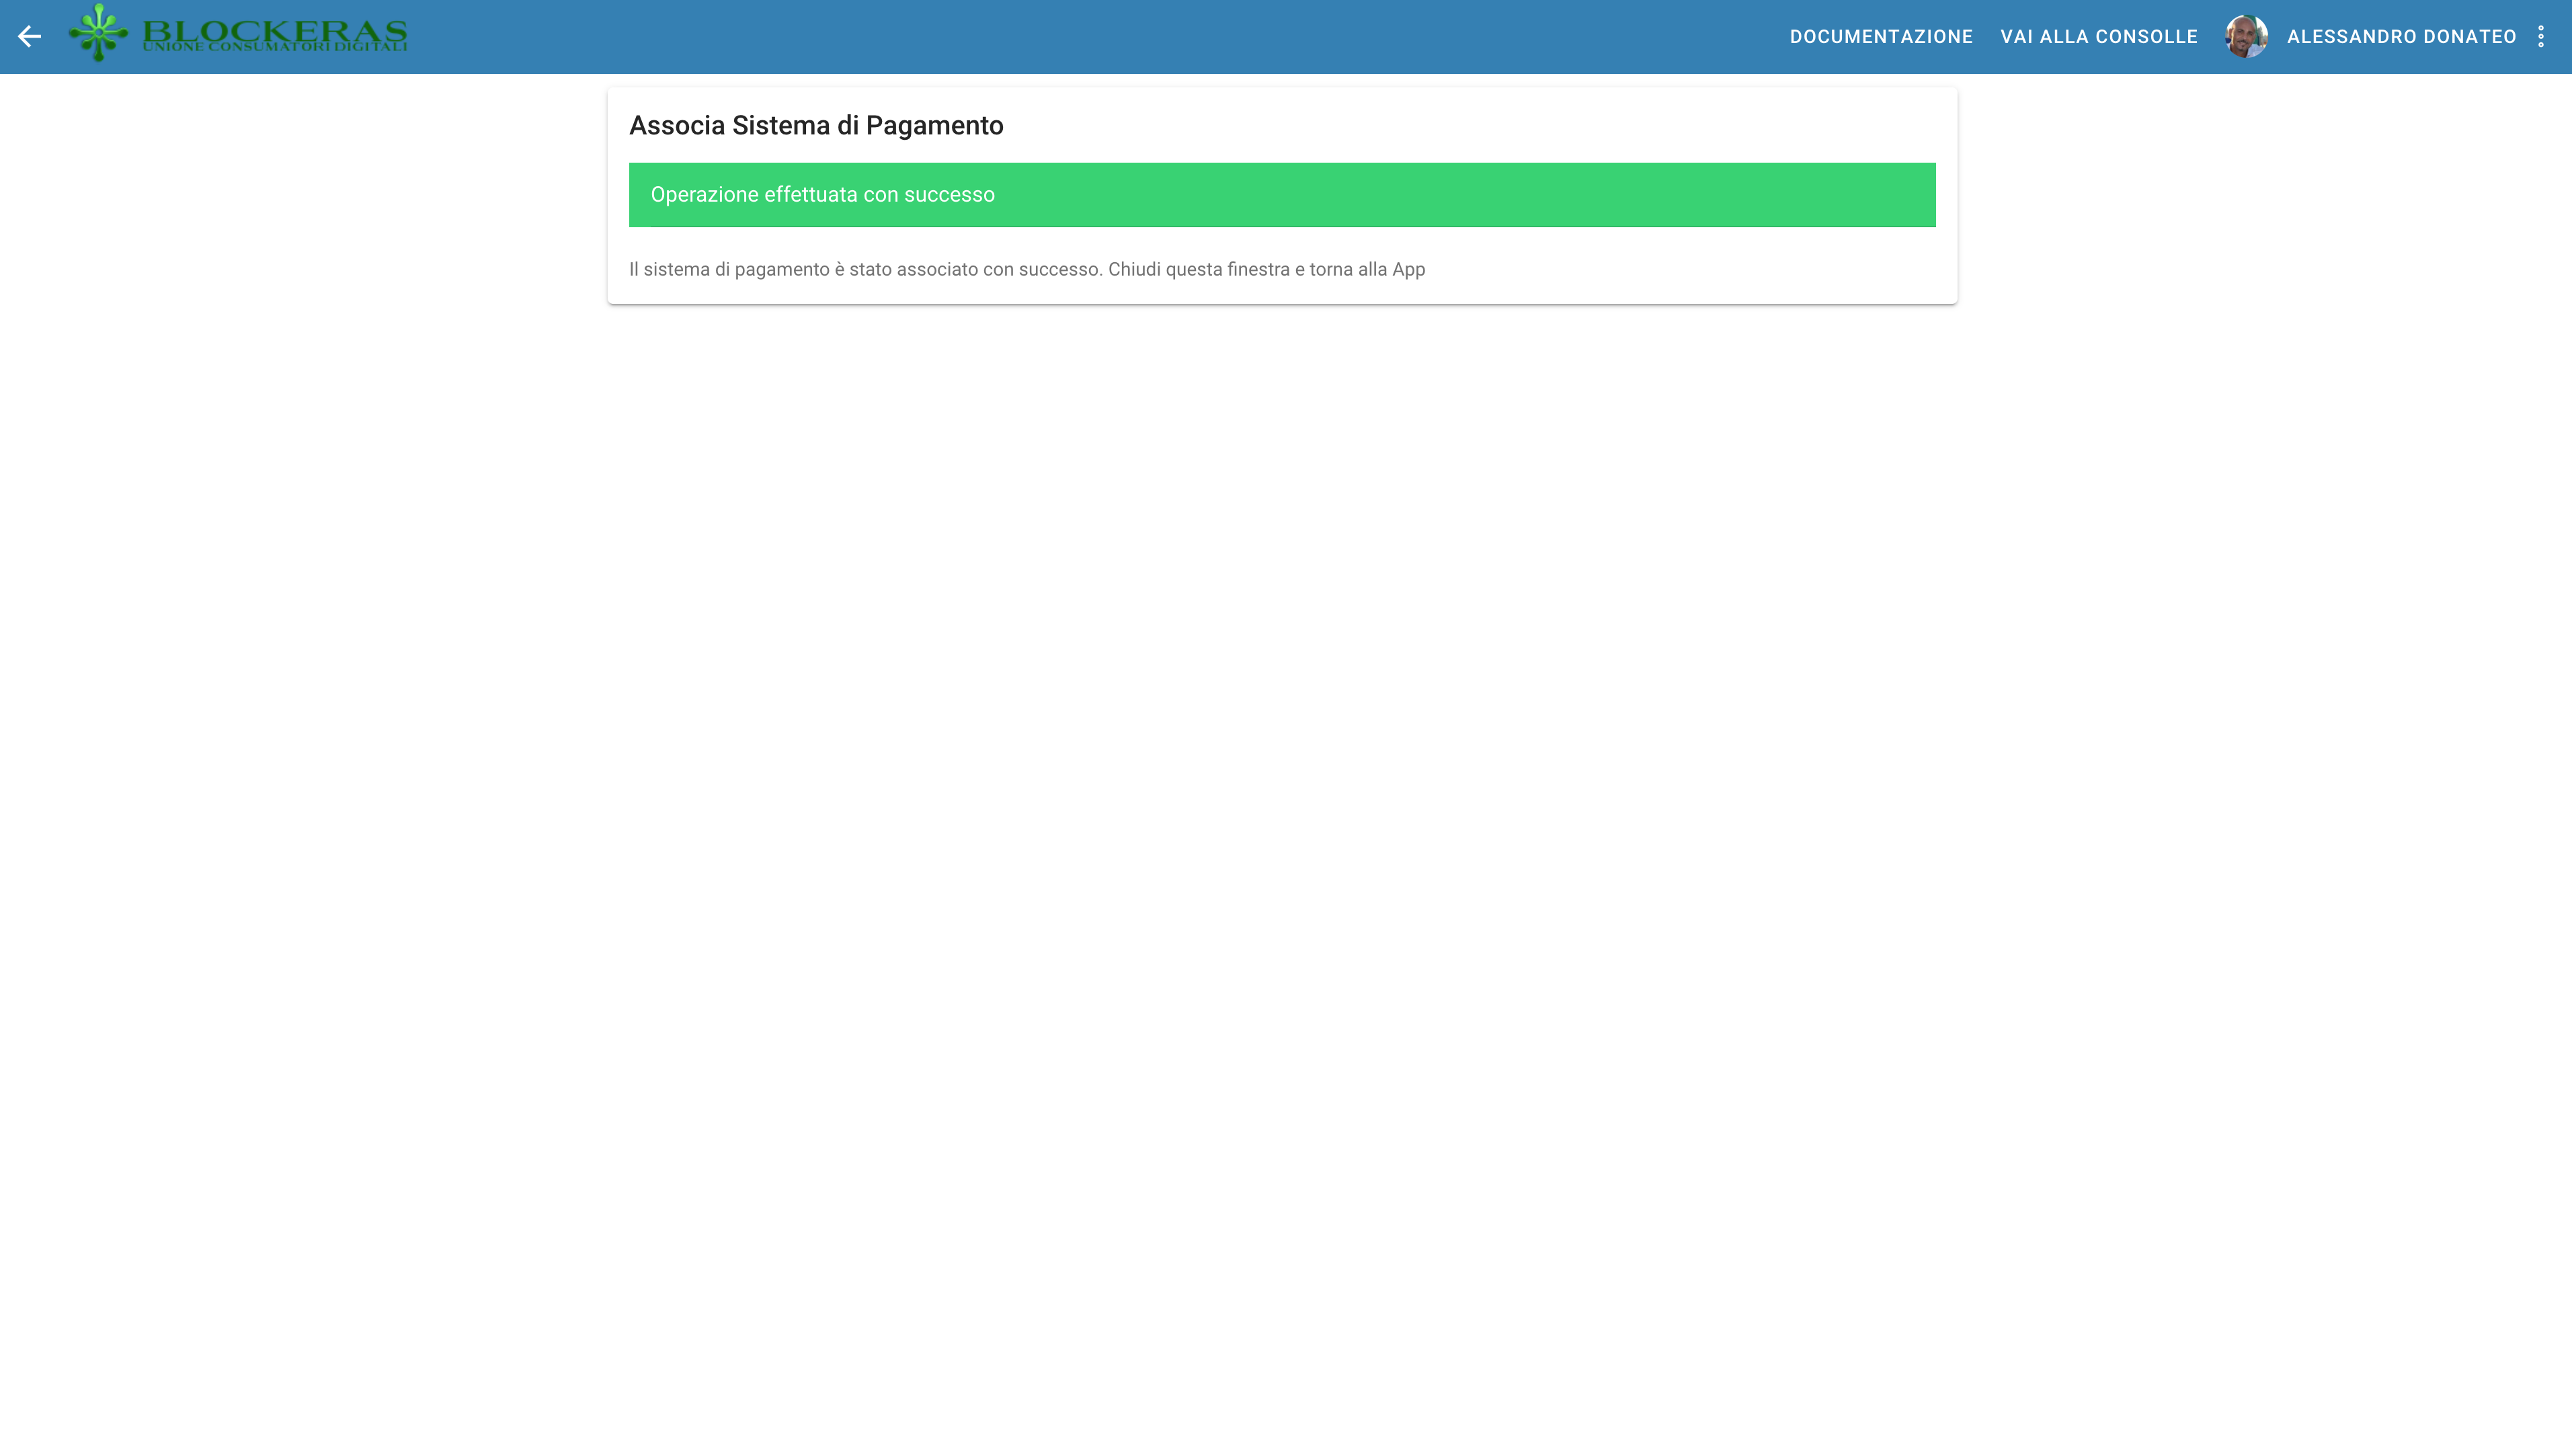 BLOCKERAS
UNIONE CONSUMATORI DIGITALI
DOCUMENTAZIONE
VAI ALLA CONSOLLE
ALESSANDRO DONATEO
Associa Sistema di Pagamento
Operazione effettuata con successo
Il sistema di pagamento è stato associato con successo. Chiudi questa finestra e torna alla App